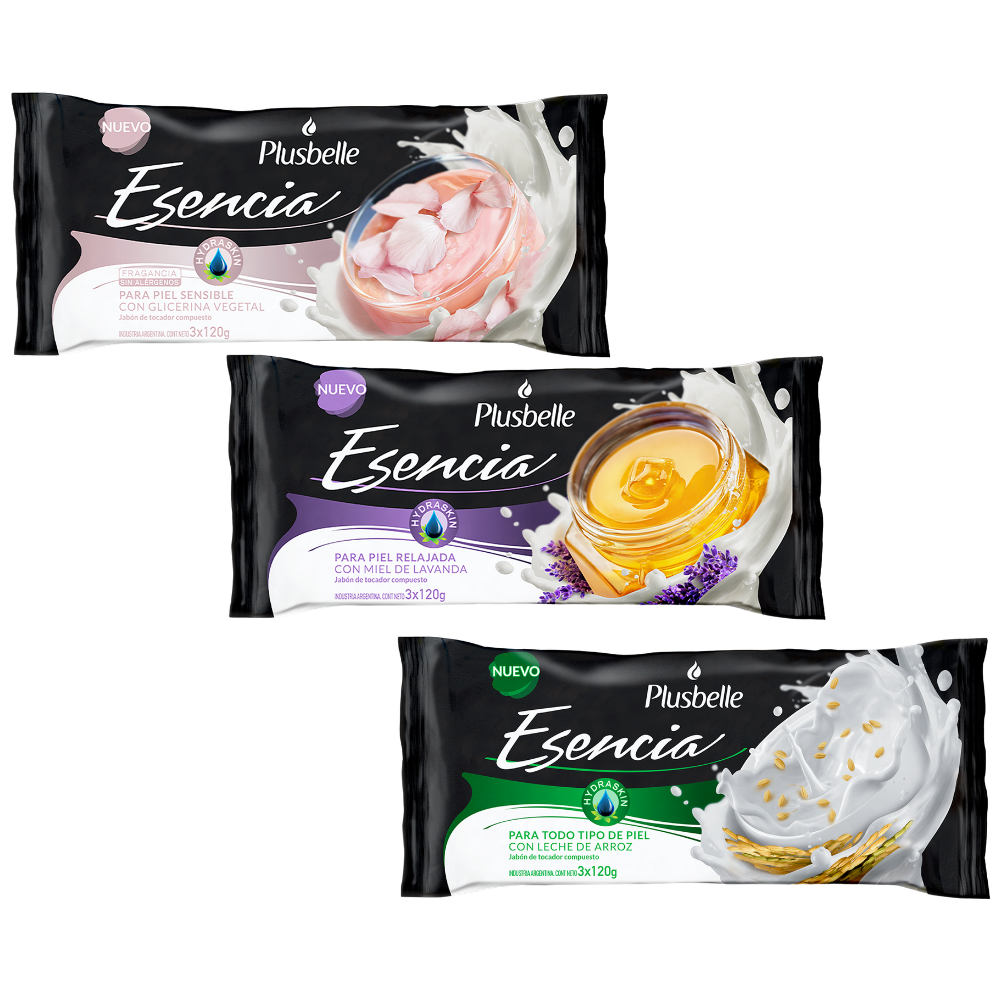 NUEVO
Plusbelle
Esencia
HYDRASKIN
FRAGANCIA
SIN ALÉRGENOS
PARA PIEL SENSIBLE
CON GLICERINA VEGETAL
Jabón de tocador compuesto
INDUSTRIA ARGENTINA. CONT NETO 3x120g
NUEVO
Plusbelle
Esencia
HYDRASKIN
PARA PIEL RELAJADA
CON MIEL DE LAVANDA
Jabón de tocador compuesto
INDUSTRIA ARGENTINA. CONT NETO 3x120g
NUEVO
Plusbelle
Esencia
HYDRASKIN
PARA TODO TIPO DE PIEL
CON LECHE DE ARROZ
Jabón de tocador compuesto
INDUSTRIA ARGENTINA. CONT NETO 3x120g